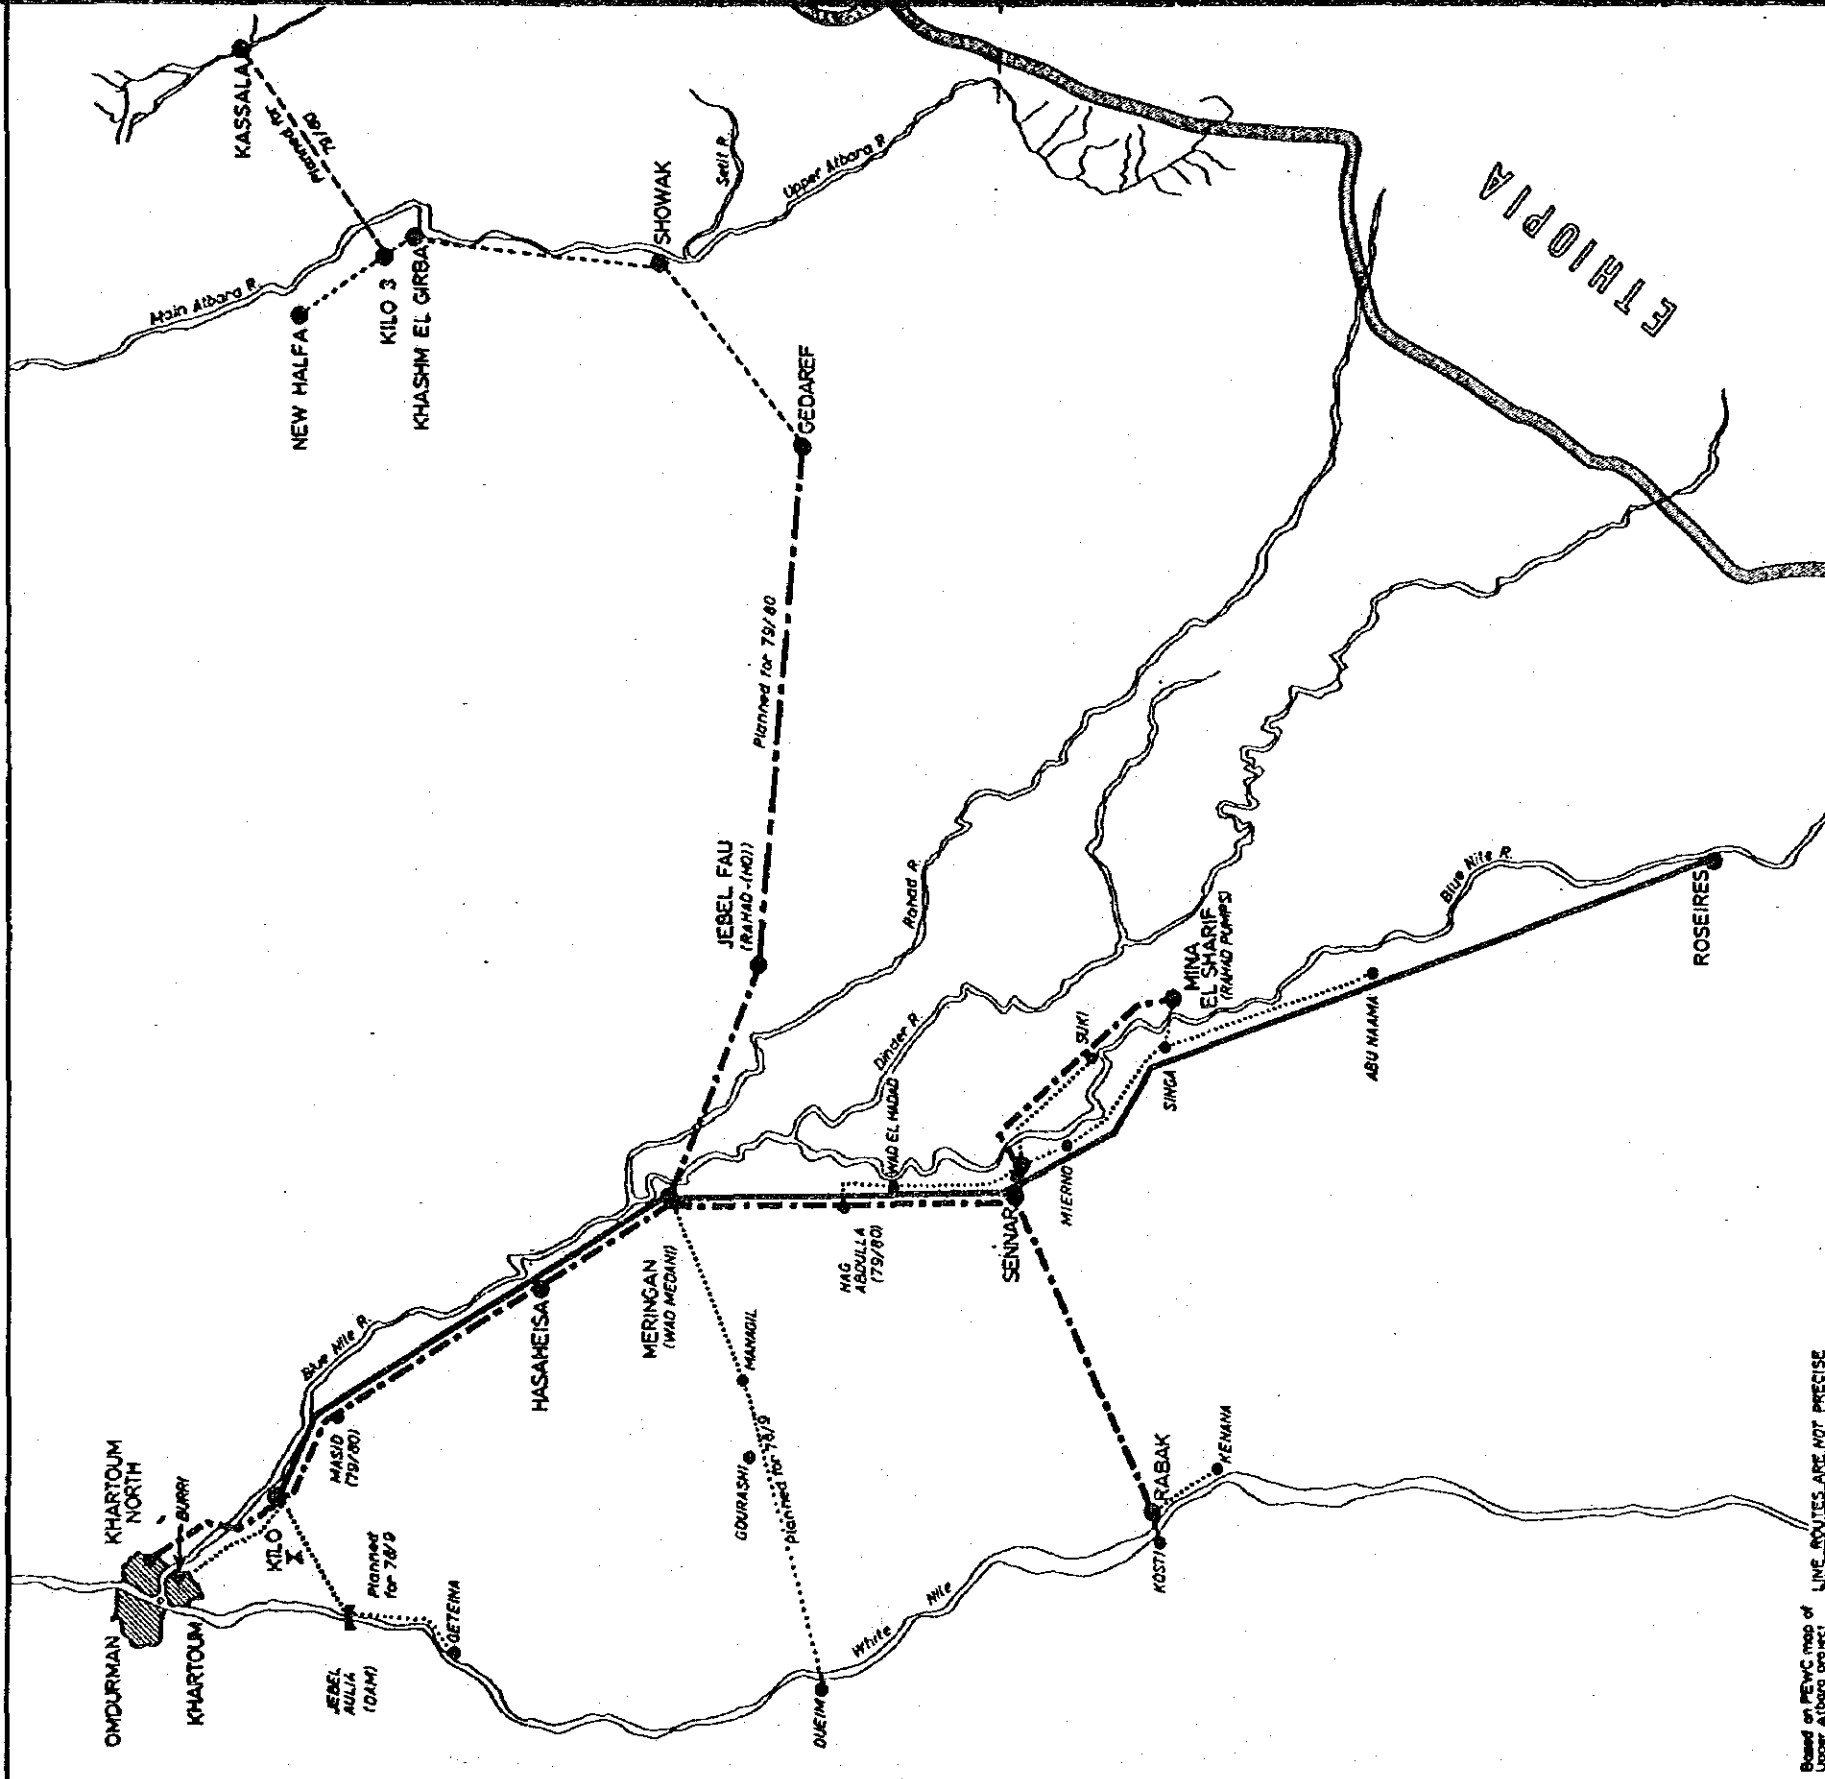 OMDURMAN
KHARTOUM
NORTH
BURRI
KHARTOUM
KILO
X
MASID
(79/80)
JEBEL
AULIA
(DAM)
Planned
for 78/9
GETEINA
Blue Nile R.
HASAHEISA
MERINGAN
(WAD MEDANI)
MANAGIL
GOURASHI
planned for 78/9
DUEIM
White Nile
HAG
ABDULLA
(79/80)
WAD EL HADAD
SENNAR
MIERNO
SUKI
SINGA
MINA
EL SHARIF
(RAHAD PUMPS)
ABU NAAMA
ROSEIRES
Blue Nile R.
RABAK
KOSTI
KENANA
Dinder R.
Rahad R.
JEBEL FAU
(RAHAD-(HQ))
Planned for 79/80
GEDAREF
SHOWAK
KHASHM EL GIRBA
KILO 3
NEW HALFA
KASSALA
Planned for
79/80
Main Atbara R.
Setit R.
Upper Atbara R.
ETHIOPIA
Based on PEWC map of
Upper Atbara project
LINE ROUTES ARE NOT PRECISE